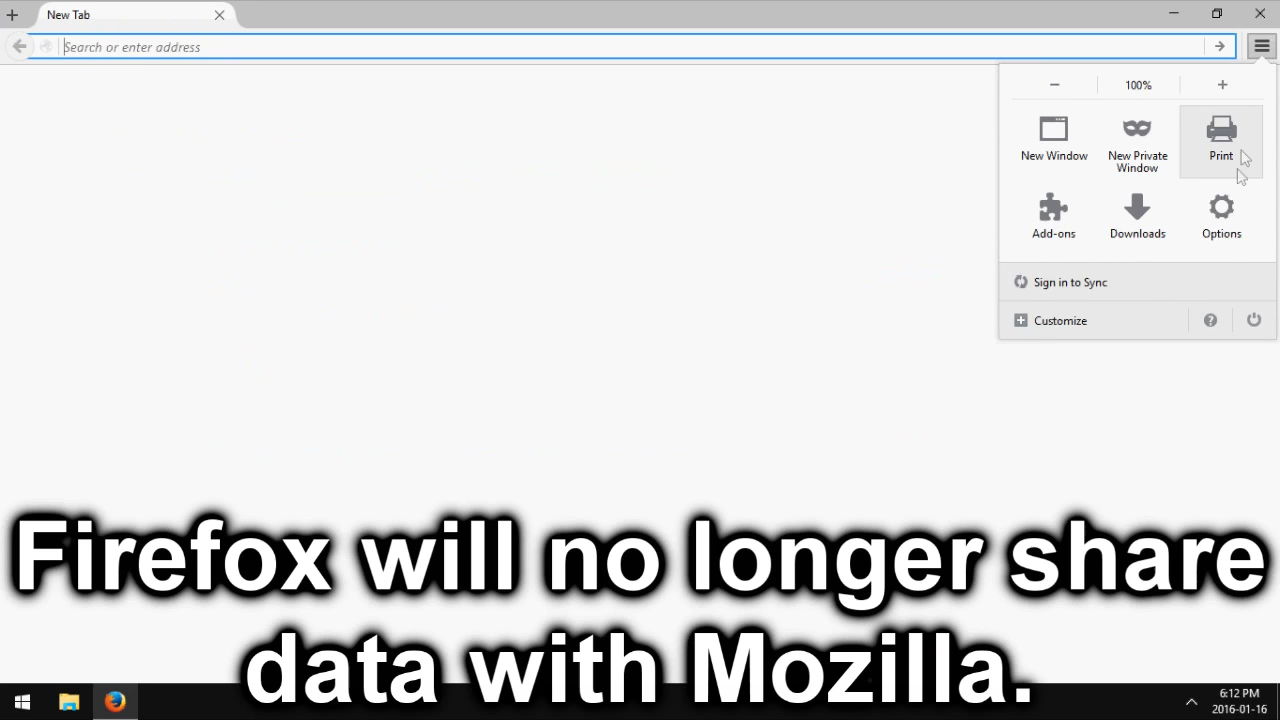 New Tab
Search or enter address
100%
New Window
New Private
Window
Print
Add-ons
Downloads
Options
Sign in to Sync
Customize
Firefox will no longer share
data with Mozilla.
6:12 PM
2016-01-16